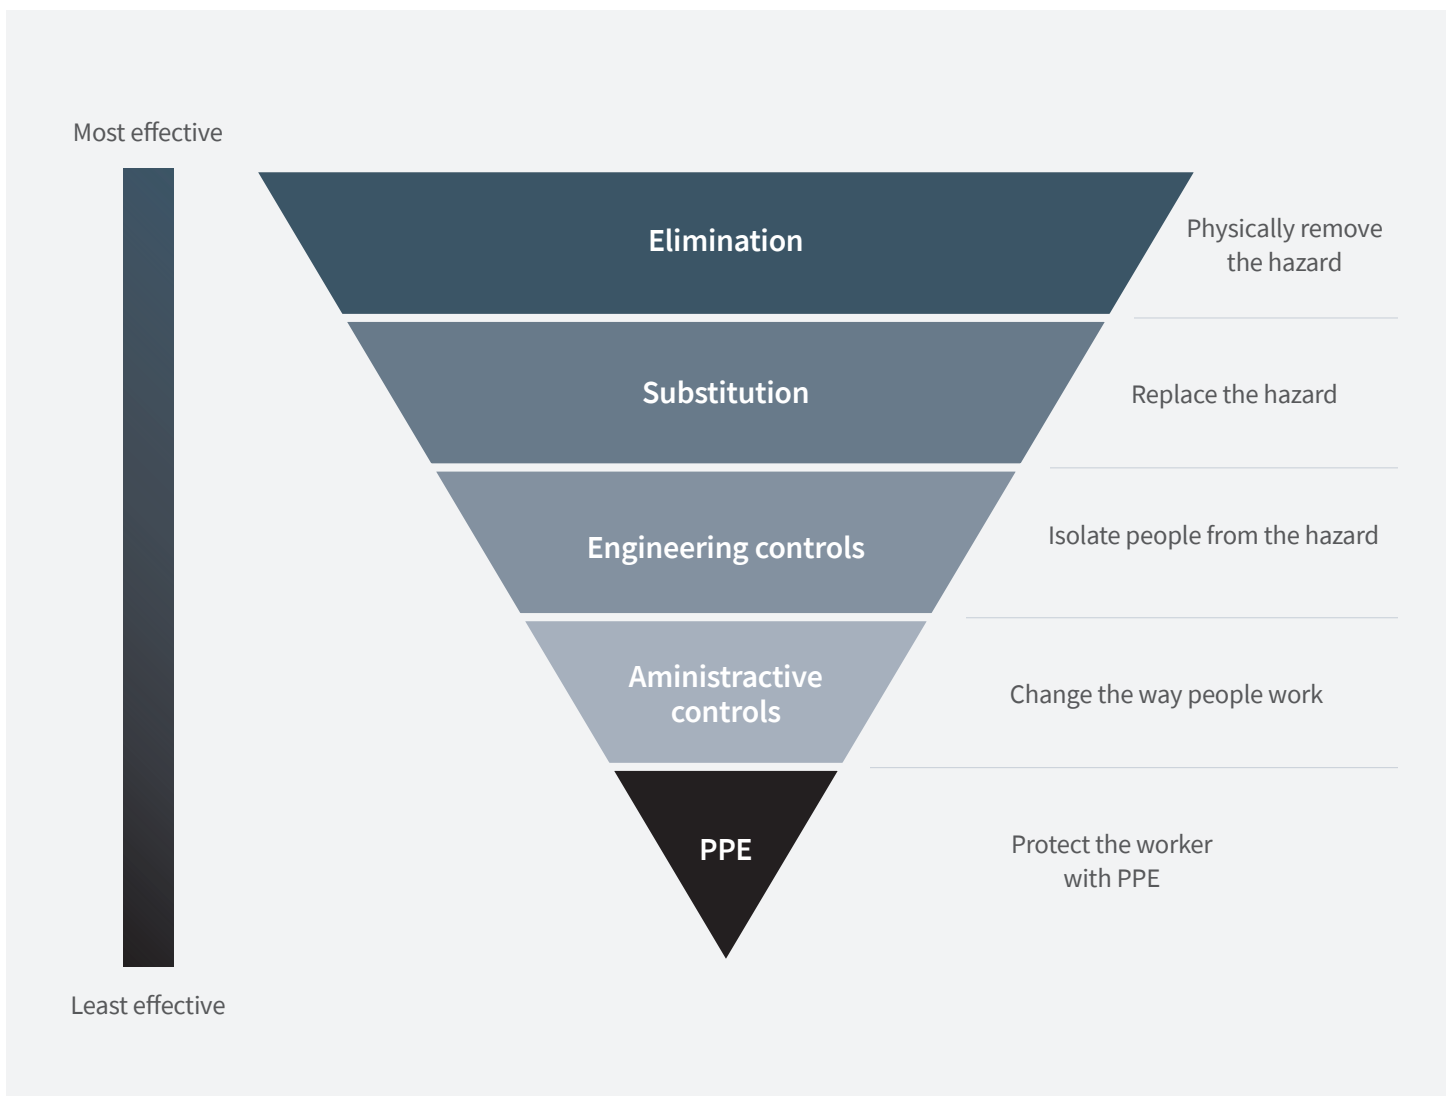 Most effective
Elimination
Physically remove
the hazard
Substitution
Replace the hazard
Engineering controls
Isolate people from the hazard
Aministractive
controls
Change the way people work
PPE
Protect the worker
with PPE
Least effective